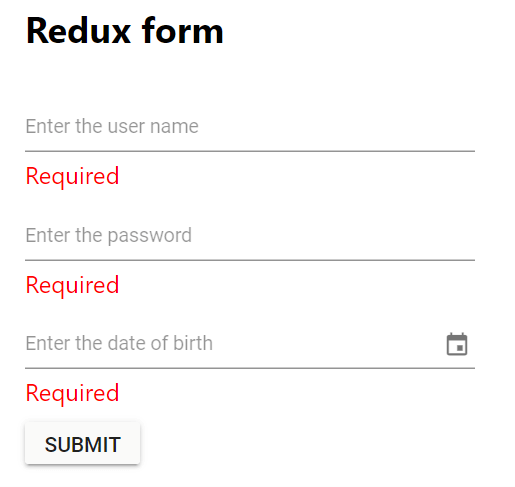 Redux form
Enter the user name
Required
Enter the password
Required
Enter the date of birth
Required
SUBMIT